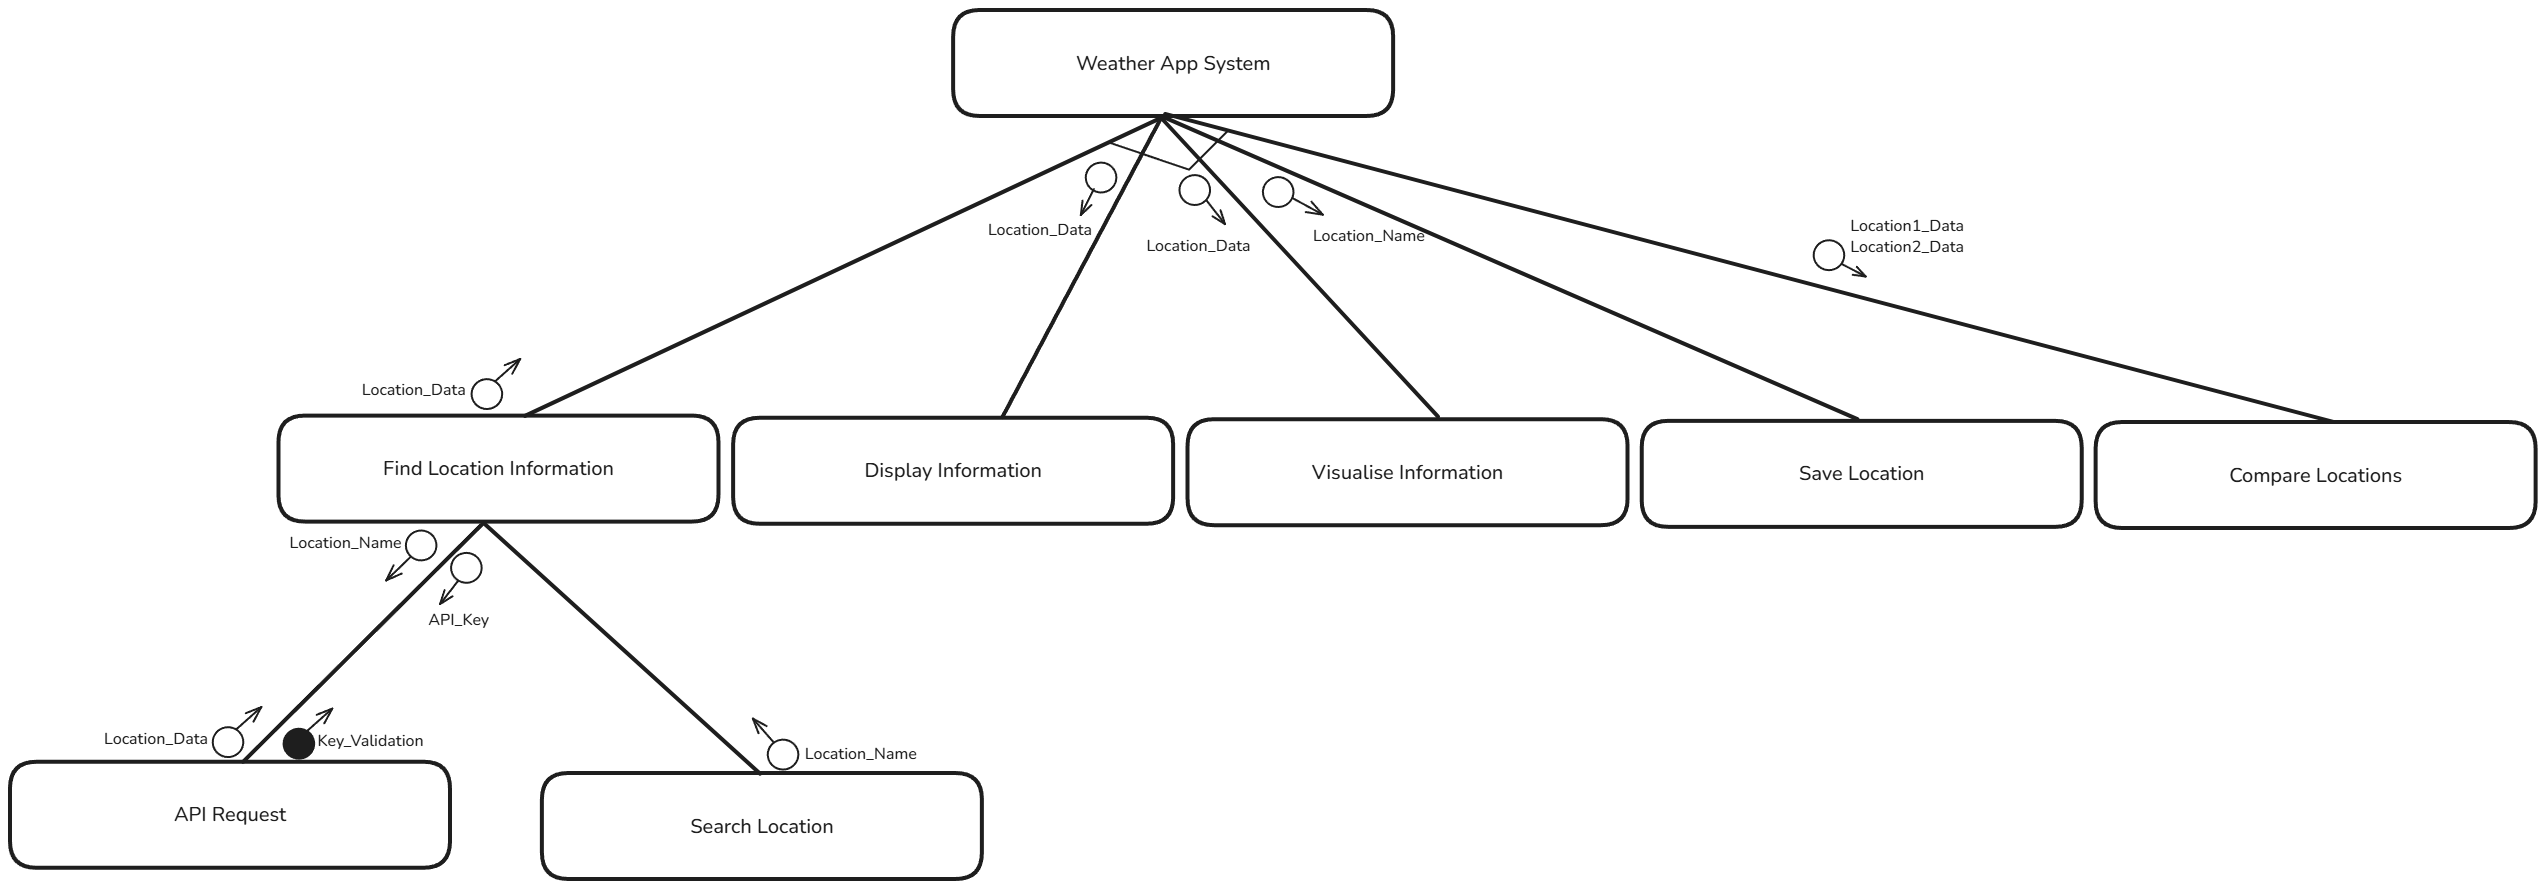 Weather App System
Location_Data
Location_Data
Location_Name
Location1_Data
Location2_Data
Location_Data
Find Location Information
Display Information
Visualise Information
Save Location
Compare Locations
Location_Name
API_Key
Location_Data
Key_Validation
Location_Name
API Request
Search Location